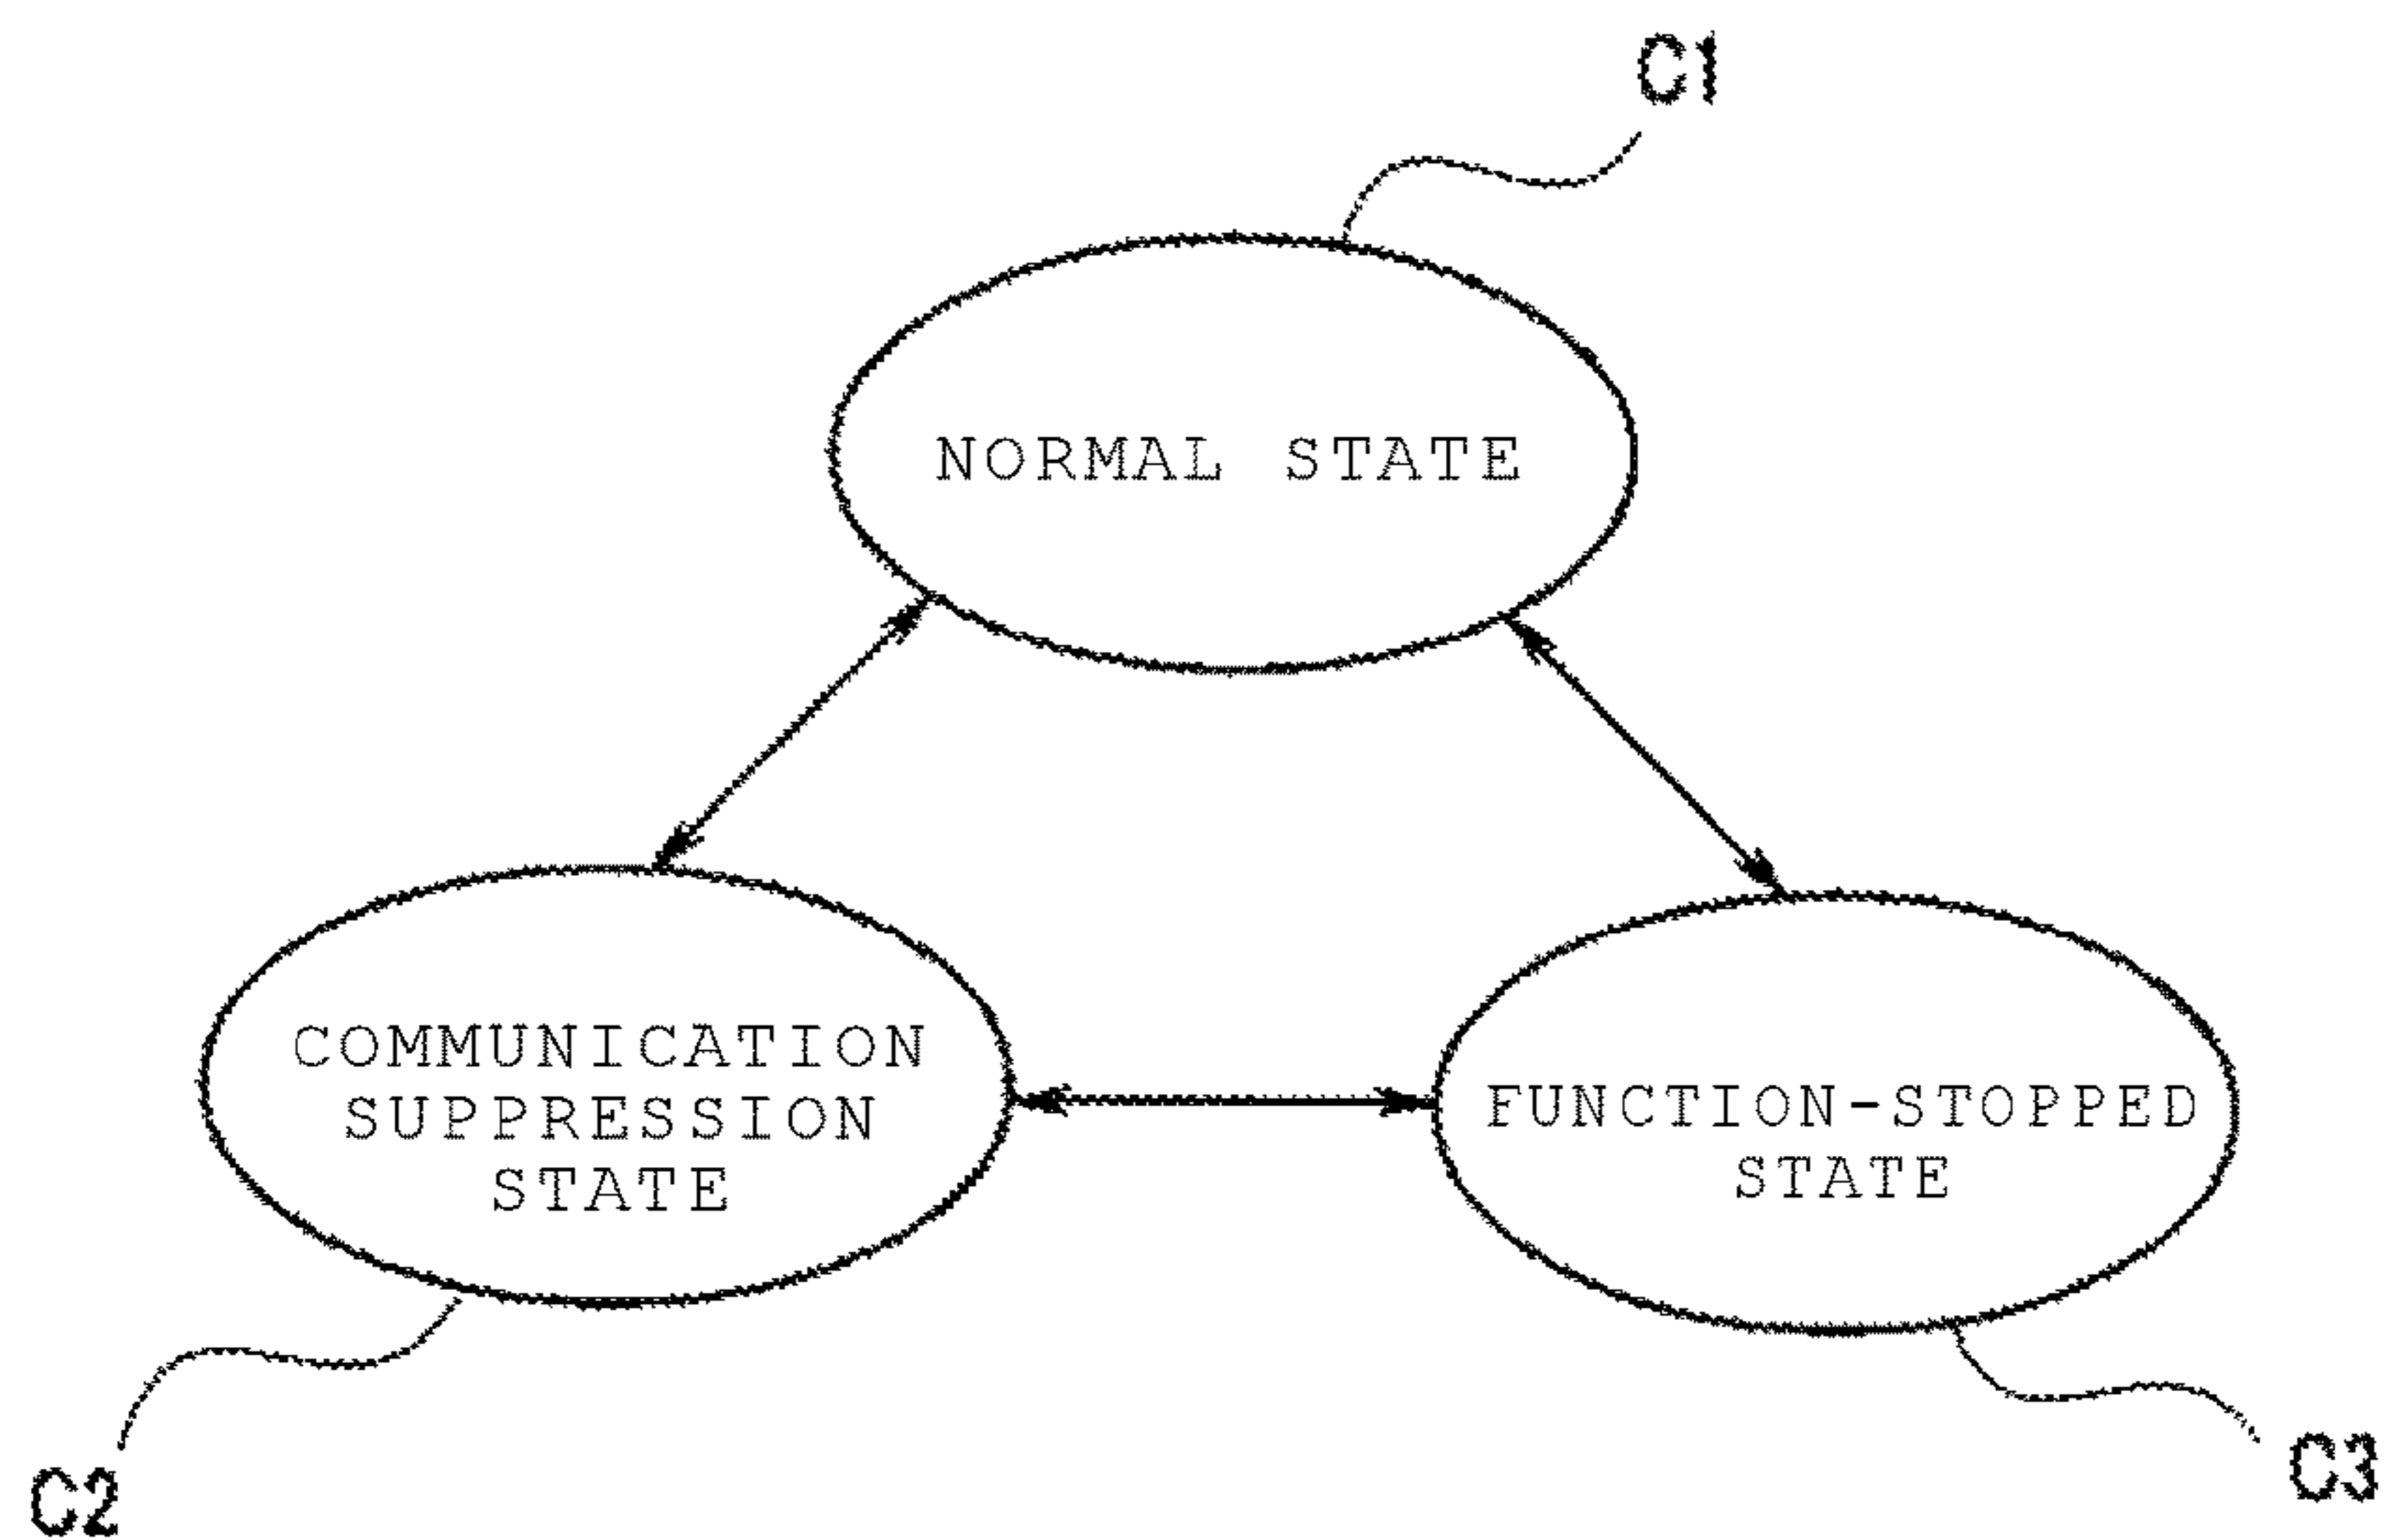 C1
NORMAL STATE
COMMUNICATION
SUPPRESSION
STATE
FUNCTION-STOPPED
STATE
C2
C3